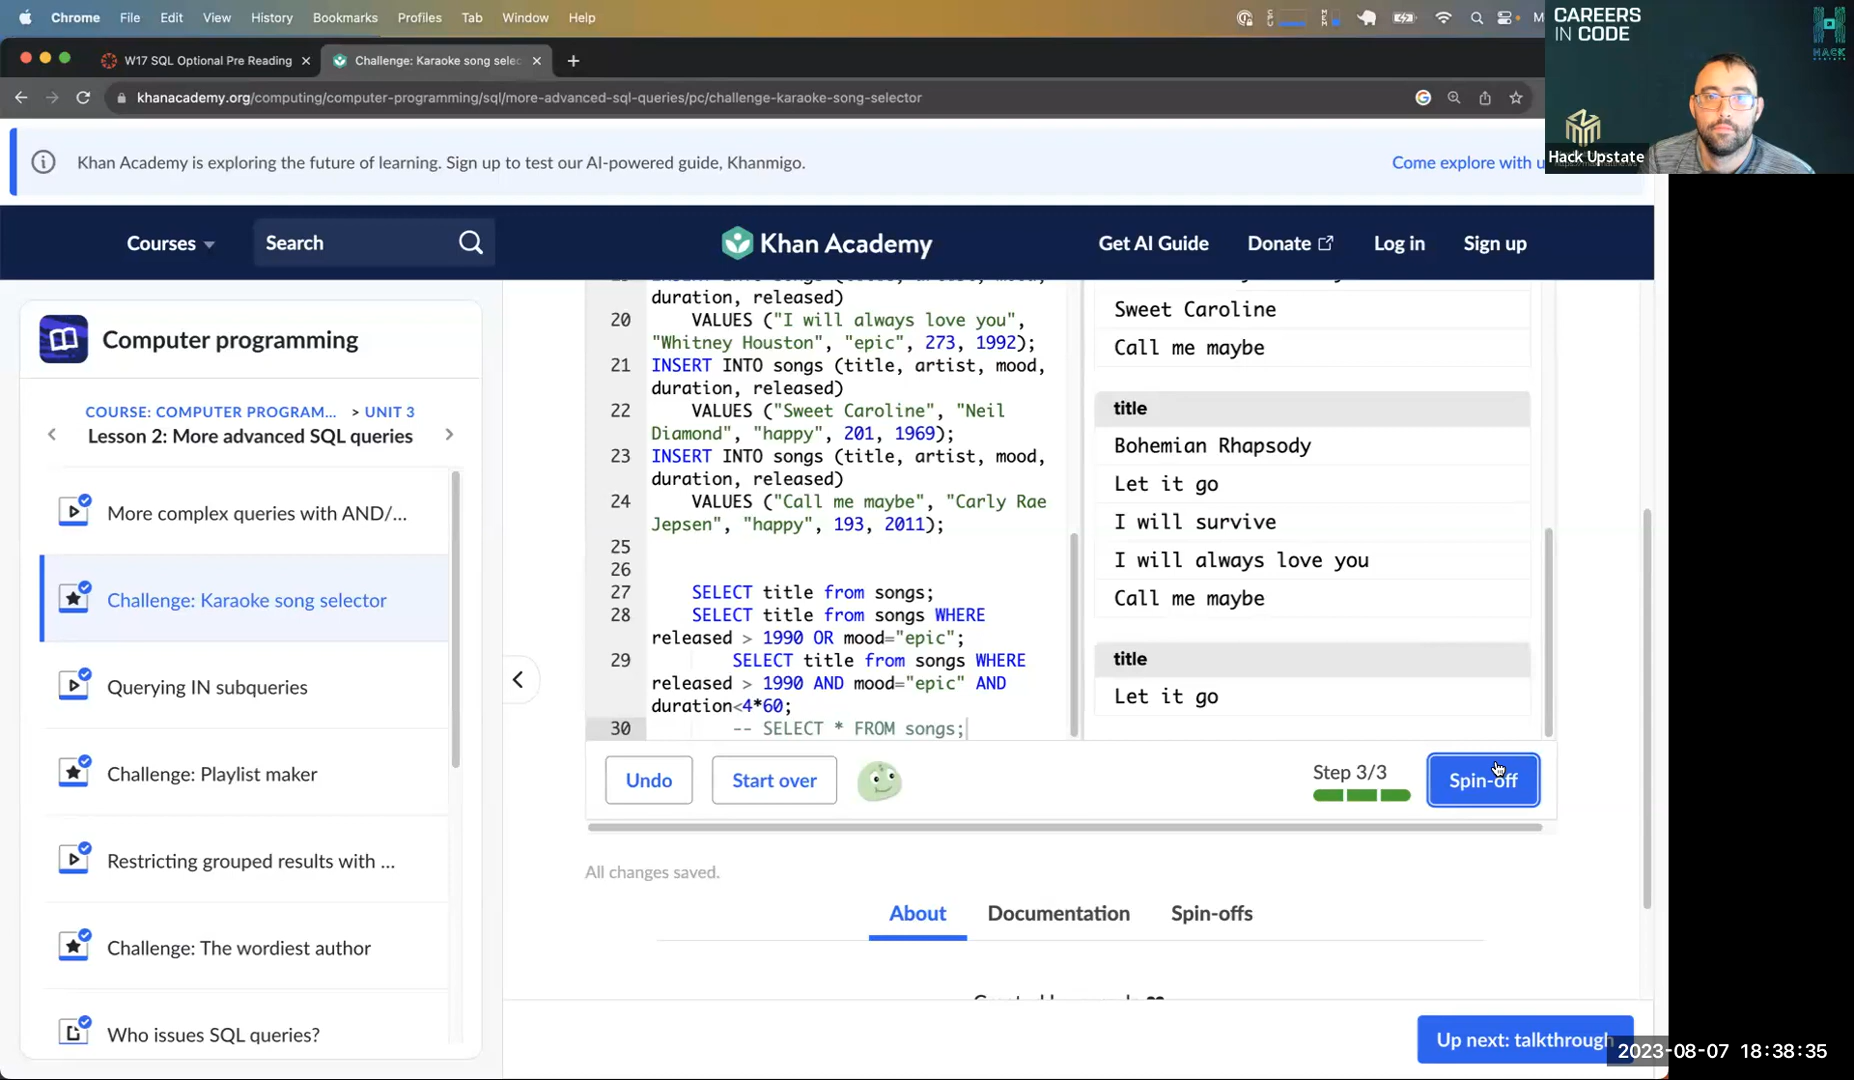 Chrome File Edit View History Bookmarks Profiles Tab Window Help
CAREERS
IN CODE
HACK
W17 SQL Optional Pre Reading
Challenge: Karaoke song selec
khanacademy.org/computing/computer-programming/sql/more-advanced-sql-queries/pc/challenge-karaoke-song-selector
Hack Upstate
Khan Academy is exploring the future of learning. Sign up to test our AI-powered guide, Khanmigo.
Come explore with u
Courses
Search
Khan Academy
Get AI Guide
Donate
Log in
Sign up
Computer programming
COURSE: COMPUTER PROGRAM... > UNIT 3
Lesson 2: More advanced SQL queries
More complex queries with AND/...
Challenge: Karaoke song selector
Querying IN subqueries
Challenge: Playlist maker
Restricting grouped results with ...
Challenge: The wordiest author
Who issues SQL queries?
duration, released)
20 VALUES ("I will always love you",
"Whitney Houston", "epic", 273, 1992);
21 INSERT INTO songs (title, artist, mood,
duration, released)
22 VALUES ("Sweet Caroline", "Neil
Diamond", "happy", 201, 1969);
23 INSERT INTO songs (title, artist, mood,
duration, released)
24 VALUES ("Call me maybe", "Carly Rae
Jepsen", "happy", 193, 2011);
25
26
27 SELECT title from songs;
28 SELECT title from songs WHERE
released > 1990 OR mood="epic";
29 SELECT title from songs WHERE
released > 1990 AND mood="epic" AND
duration<4*60;
30 -- SELECT * FROM songs;
Sweet Caroline
Call me maybe
title
Bohemian Rhapsody
Let it go
I will survive
I will always love you
Call me maybe
title
Let it go
Undo
Start over
Step 3/3
Spin-off
All changes saved.
About
Documentation
Spin-offs
Up next: talkthrough
2023-08-07 18:38:35